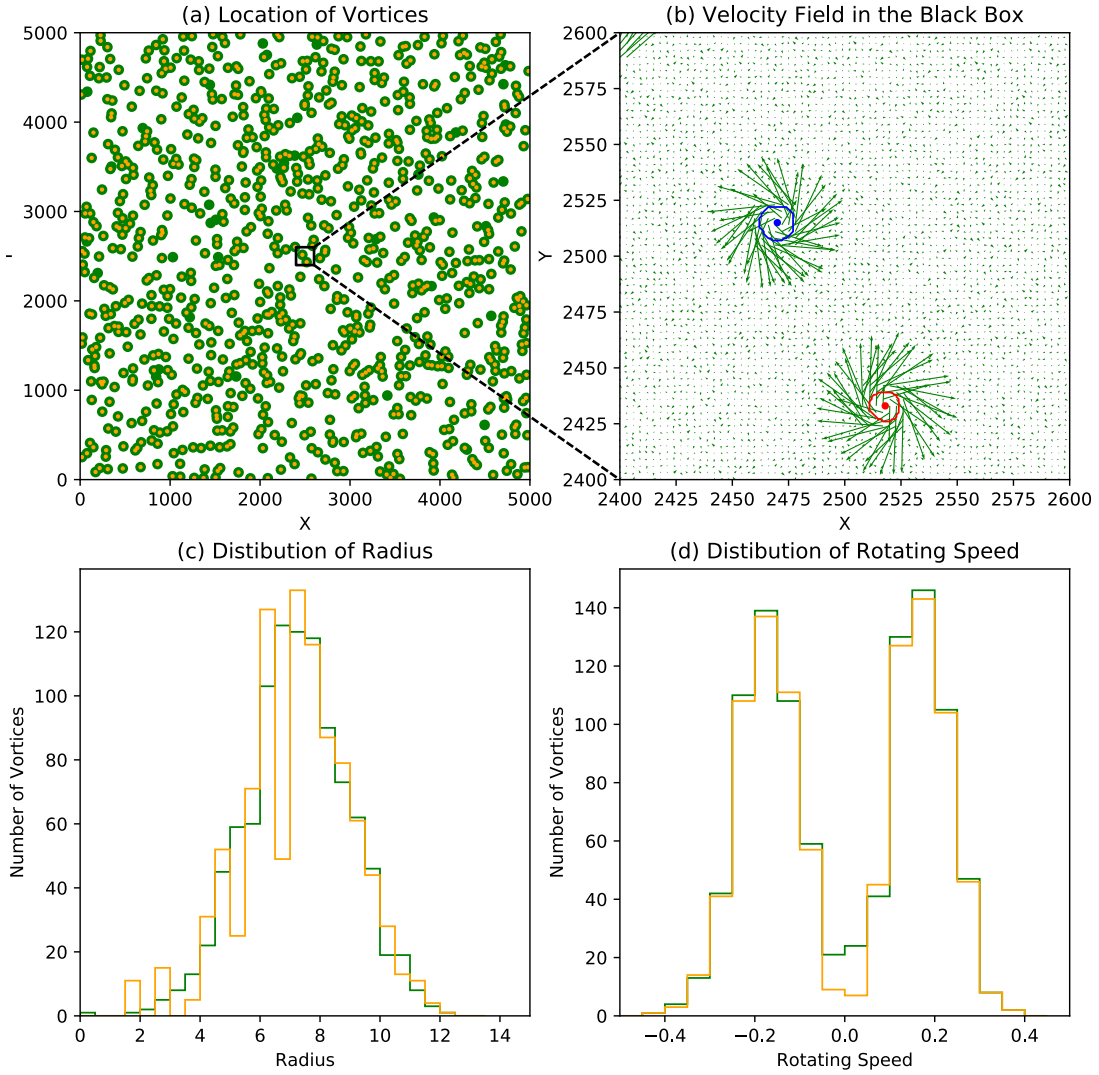 (a) Location of Vortices
(b) Velocity Field in the Black Box
5000
4000
3000
2000
1000
0
0 1000 2000 3000 4000 5000
X
2600
2575
2550
2525
2500
2475
2450
2425
2400
Y
2400 2425 2450 2475 2500 2525 2550 2575 2600
X
(c) Distibution of Radius
(d) Distibution of Rotating Speed
Number of Vortices
120
100
80
60
40
20
0
0 2 4 6 8 10 12 14
Radius
Number of Vortices
140
120
100
80
60
40
20
0
−0.4 −0.2 0.0 0.2 0.4
Rotating Speed